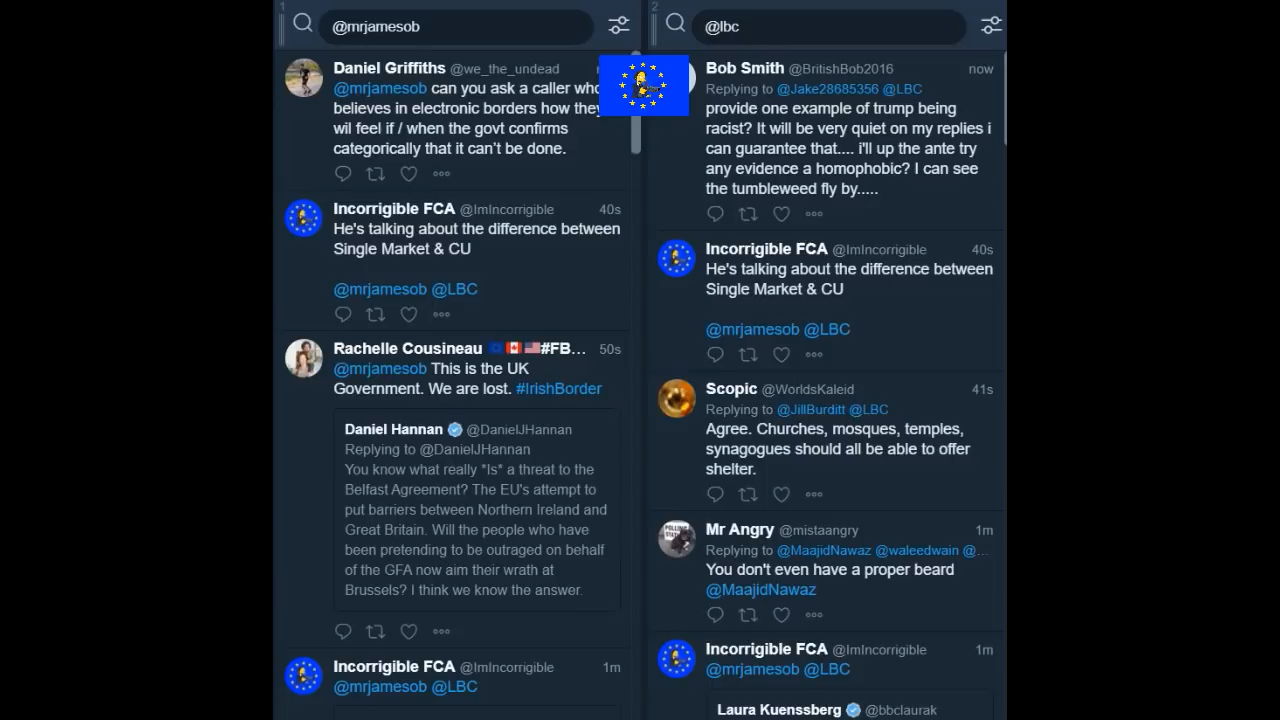 1
@mrjamesob
Daniel Griffiths @we_the_undead
@mrjamesob can you ask a caller who
believes in electronic borders how they
wil feel if / when the govt confirms
categorically that it can't be done.
Incorrigible FCA @ImIncorrigible 40s
He's talking about the difference between
Single Market & CU
@mrjamesob @LBC
Rachelle Cousineau 🇪🇺🇨🇦🇺🇸#FB... 50s
@mrjamesob This is the UK
Government. We are lost. #IrishBorder
Daniel Hannan @DanielJHannan
Replying to @DanielJHannan
You know what really *Is* a threat to the
Belfast Agreement? The EU's attempt to
put barriers between Northern Ireland and
Great Britain. Will the people who have
been pretending to be outraged on behalf
of the GFA now aim their wrath at
Brussels? I think we know the answer.
Incorrigible FCA @ImIncorrigible 1m
@mrjamesob @LBC
2
@lbc
Bob Smith @BritishBob2016 now
Replying to @Jake28685356 @LBC
provide one example of trump being
racist? It will be very quiet on my replies i
can guarantee that.... i'll up the ante try
any evidence a homophobic? I can see
the tumbleweed fly by.....
Incorrigible FCA @ImIncorrigible 40s
He's talking about the difference between
Single Market & CU
@mrjamesob @LBC
Scopic @WorldsKaleid 41s
Replying to @JillBurditt @LBC
Agree. Churches, mosques, temples,
synagogues should all be able to offer
shelter.
Mr Angry @mistaangry 1m
Replying to @MaajidNawaz @waleedwain @...
You don't even have a proper beard
@MaajidNawaz
Incorrigible FCA @ImIncorrigible 1m
@mrjamesob @LBC
Laura Kuenssberg @bbclaurak